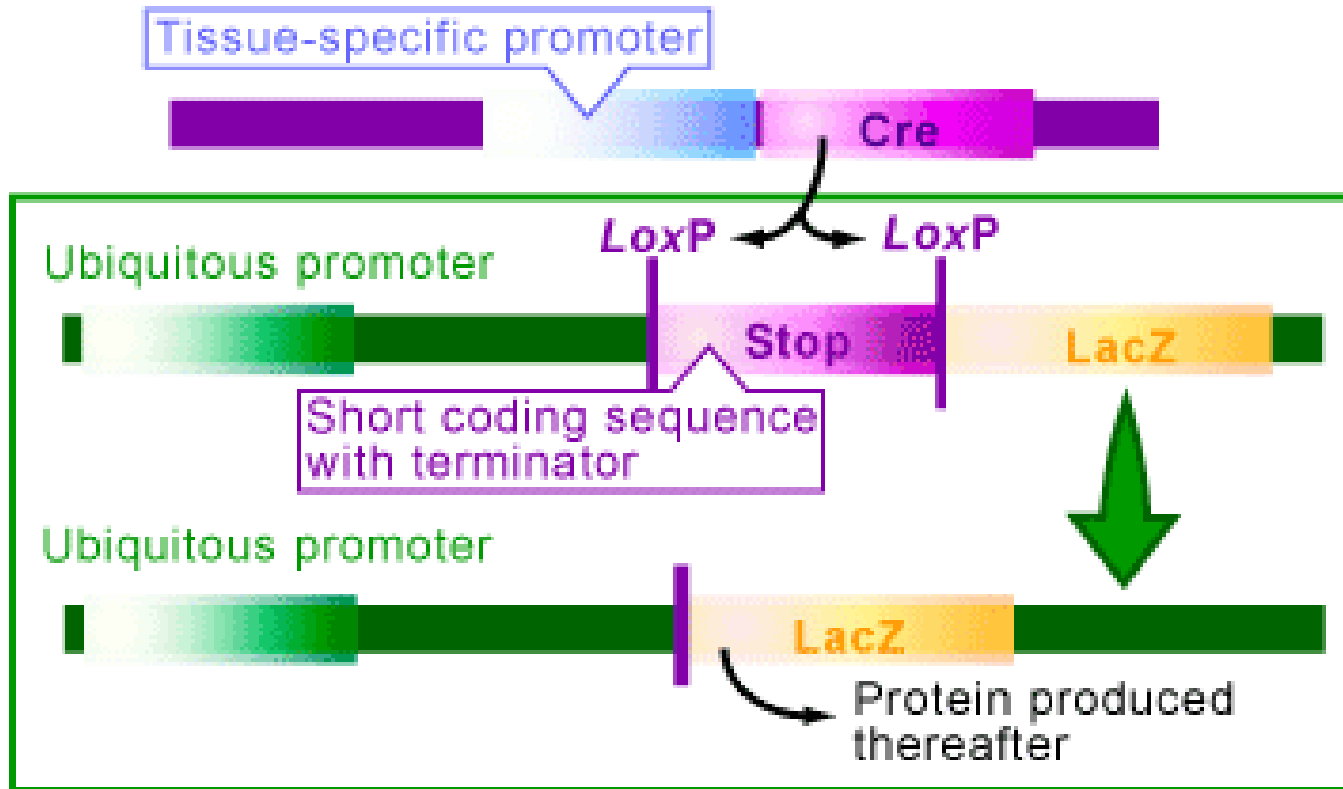 Tissue-specific promoter
Cre
LoxP LoxP
Ubiquitous promoter
Stop
LacZ
Short coding sequence
with terminator
Ubiquitous promoter
LacZ
Protein produced
thereafter